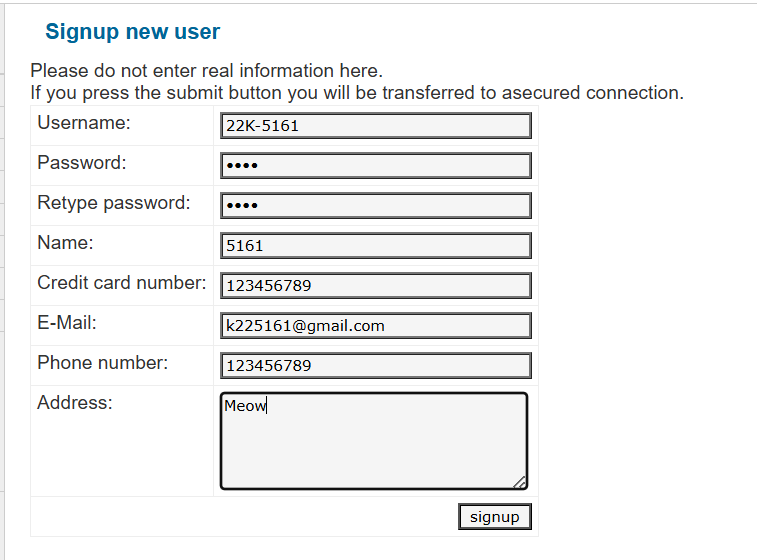 Signup new user
Please do not enter real information here.
If you press the submit button you will be transferred to asecured connection.
Username: 22K-5161
Password: ••••
Retype password: ••••
Name: 5161
Credit card number: 123456789
E-Mail: k225161@gmail.com
Phone number: 123456789
Address: Meow
signup